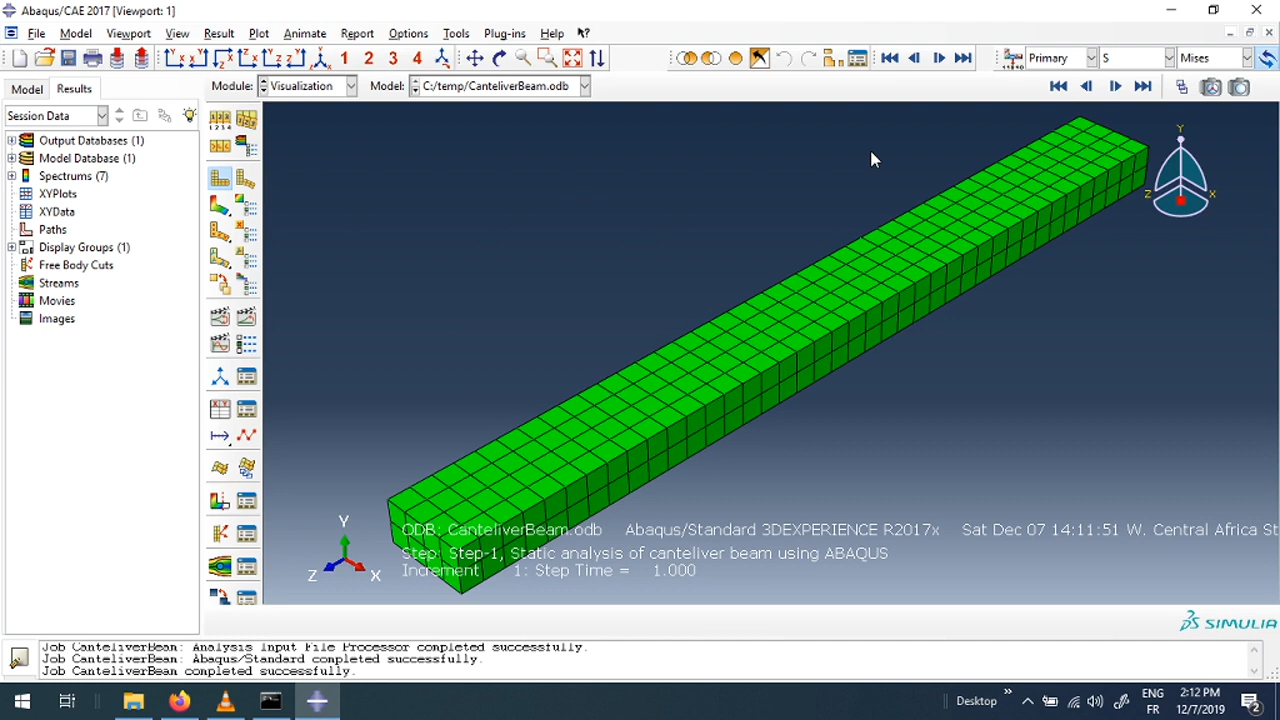 Abaqus/CAE 2017 [Viewport: 1]
File Model Viewport View Result Plot Animate Report Options Tools Plug-ins Help
1 2 3 4 Primary S Mises
Model Results Module: Visualization Model: C:/temp/CanteliverBeam.odb
Session Data
Output Databases (1)
Model Database (1)
Spectrums (7)
XYPlots
XYData
Paths
Display Groups (1)
Free Body Cuts
Streams
Movies
Images
Y
Z X
ODB: CanteliverBeam.odb Abaqus/Standard 3DEXPERIENCE R2017x Sat Dec 07 14:11:5 W. Central Africa St
Step: Step-1, Static analysis of canteliver beam using ABAQUS
Increment 1: Step Time = 1.000
Y
Z X
SIMULIA
Job CanteliverBean: Analysis Input File Processor completed successfully.
Job CanteliverBean: Abaqus/Standard completed successfully.
Job CanteliverBean completed successfully.
Desktop
ENG
FR
2:12 PM
12/7/2019
2